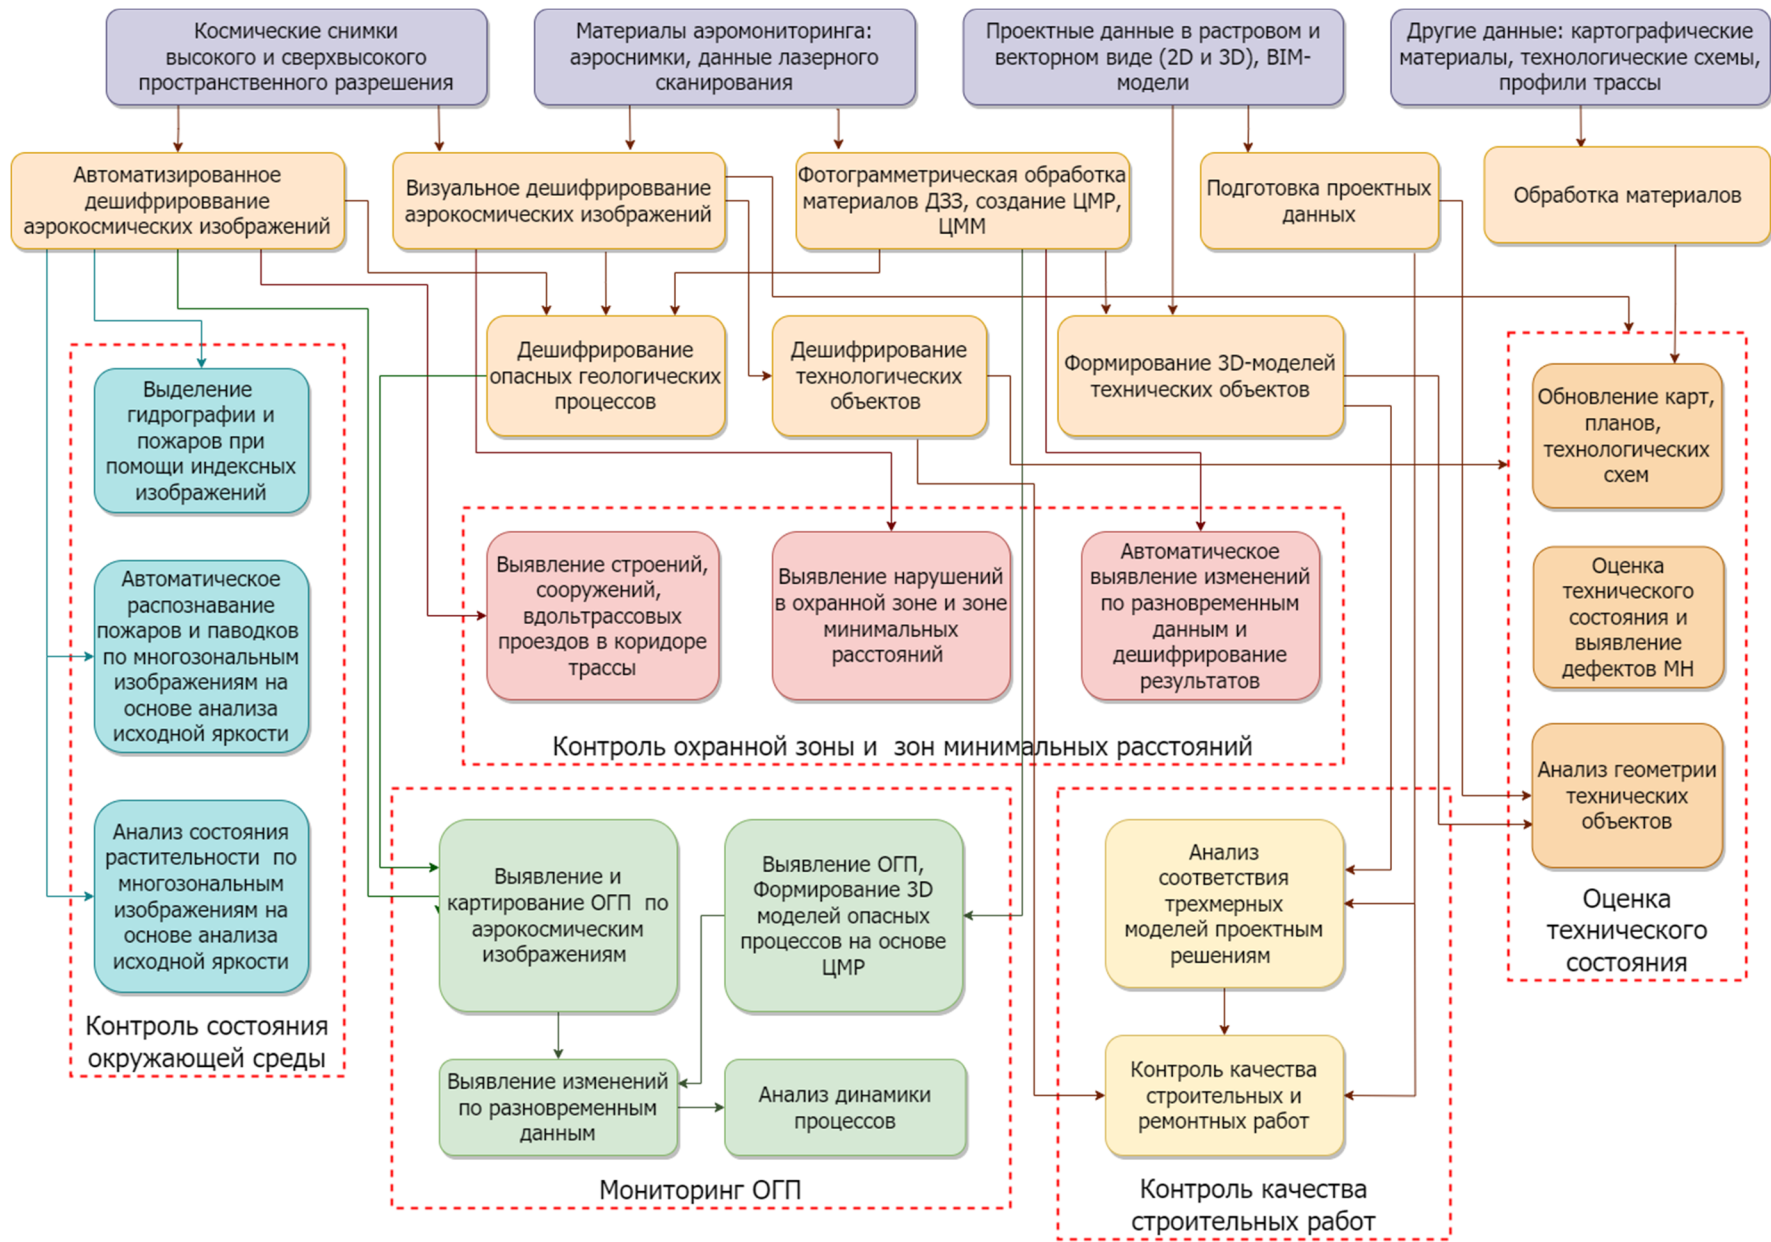 Космические снимки
высокого и сверхвысокого
пространственного разрешения
Материалы аэромониторинга:
аэроснимки, данные лазерного
сканирования
Проектные данные в растровом и
векторном виде (2D и 3D), BIM-
модели
Другие данные: картографические
материалы, технологические схемы,
профили трассы
Автоматизированное
дешифрироввание
аэрокосмических изображений
Визуальное дешифрироввание
аэрокосмических изображений
Фотограмметрическая обработка
материалов ДЗЗ, создание ЦМР,
ЦММ
Подготовка проектных
данных
Обработка материалов
Дешифрирование
опасных геологических
процессов
Дешифрирование
технологических
объектов
Формирование 3D-моделей
технических объектов
Обновление карт,
планов,
технологических
схем
Выделение
гидрографии и
пожаров при
помощи индексных
изображений
Автоматическое
распознавание
пожаров и паводков
по многозональным
изображениям на
основе анализа
исходной яркости
Анализ состояния
растительности по
многозональным
изображениям на
основе анализа
исходной яркости
Контроль состояния
окружающей среды
Выявление строений,
сооружений,
вдольтрассовых
проездов в коридоре
трассы
Выявление нарушений
в охранной зоне и зоне
минимальных
расстояний
Автоматическое
выявление изменений
по разновременным
данным и
дешифрирование
результатов
Контроль охранной зоны и зон минимальных расстояний
Оценка
технического
состояния и
выявление
дефектов МН
Анализ геометрии
технических
объектов
Оценка
технического
состояния
Выявление и
картирование ОГП по
аэрокосмическим
изображениям
Выявление ОГП,
Формирование 3D
моделей опасных
процессов на основе
ЦМР
Выявление изменений
по разновременным
данным
Анализ динамики
процессов
Мониторинг ОГП
Анализ
соответствия
трехмерных
моделей проектным
решениям
Контроль качества
строительных и
ремонтных работ
Контроль качества
строительных работ